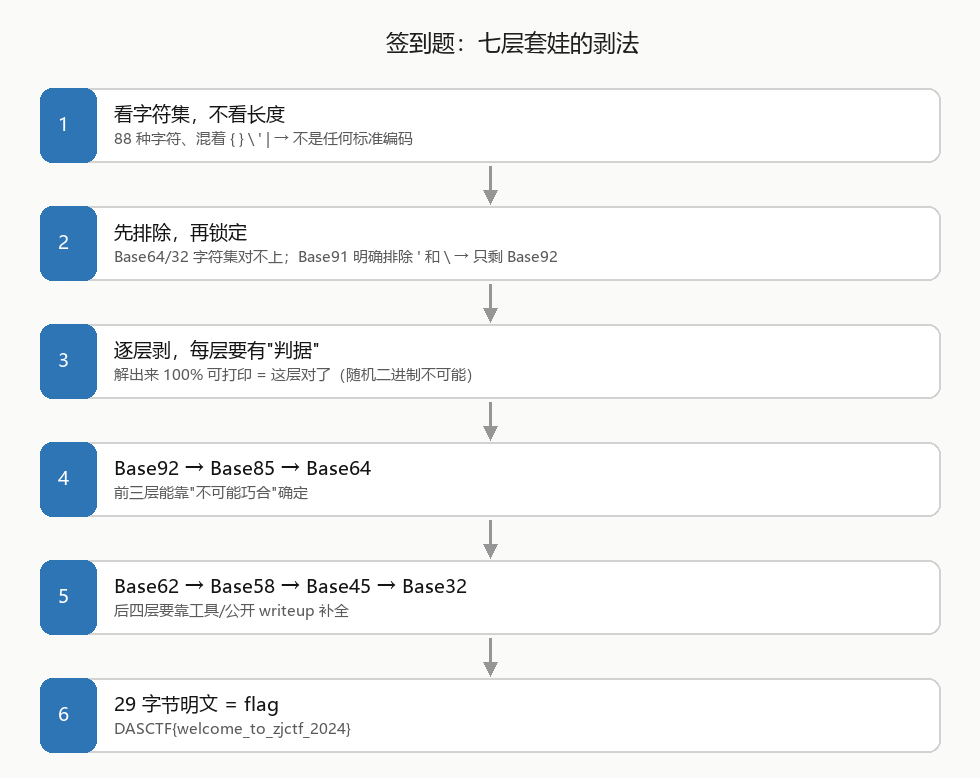 签到题：七层套娃的剥法
1
看字符集，不看长度
88 种字符、混着 { } \ ' | → 不是任何标准编码
2
先排除，再锁定
Base64/32 字符集对不上；Base91 明确排除 ' 和 \ → 只剩 Base92
3
逐层剥，每层要有"判据"
解出来 100% 可打印 = 这层对了（随机二进制不可能）
4
Base92 → Base85 → Base64
前三层能靠"不可能巧合"确定
5
Base62 → Base58 → Base45 → Base32
后四层要靠工具/公开 writeup 补全
6
29 字节明文 = flag
DASCTF{welcome_to_zjctf_2024}